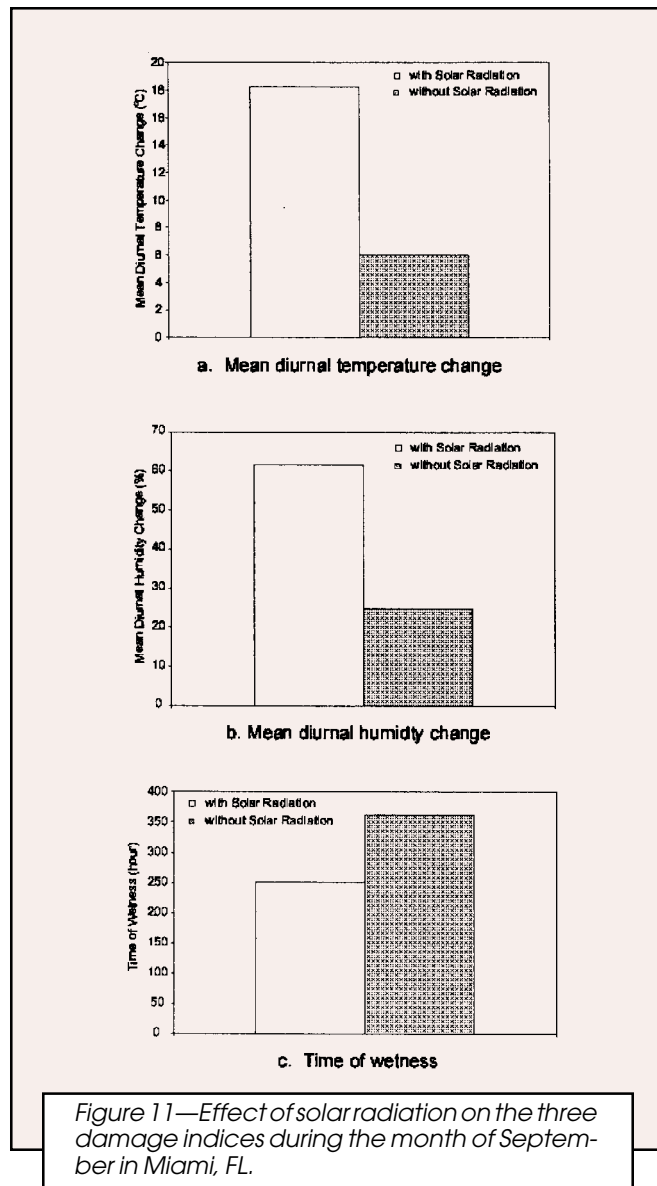 20
18
16
14
12
10
8
6
4
2
0
Mean Diurnal Temperature Change (°C)
with Solar Radiation
without Solar Radiation
a. Mean diurnal temperature change
70
60
50
40
30
20
10
0
Mean Diurnal Humidity Change (%)
with Solar Radiation
without Solar Radiation
b. Mean diurnal humidty change
400
350
300
250
200
150
100
50
0
Time of Wetness (hour)
with Solar Radiation
without Solar Radiation
c. Time of wetness
Figure 11—Effect of solar radiation on the three
damage indices during the month of Septem-
ber in Miami, FL.